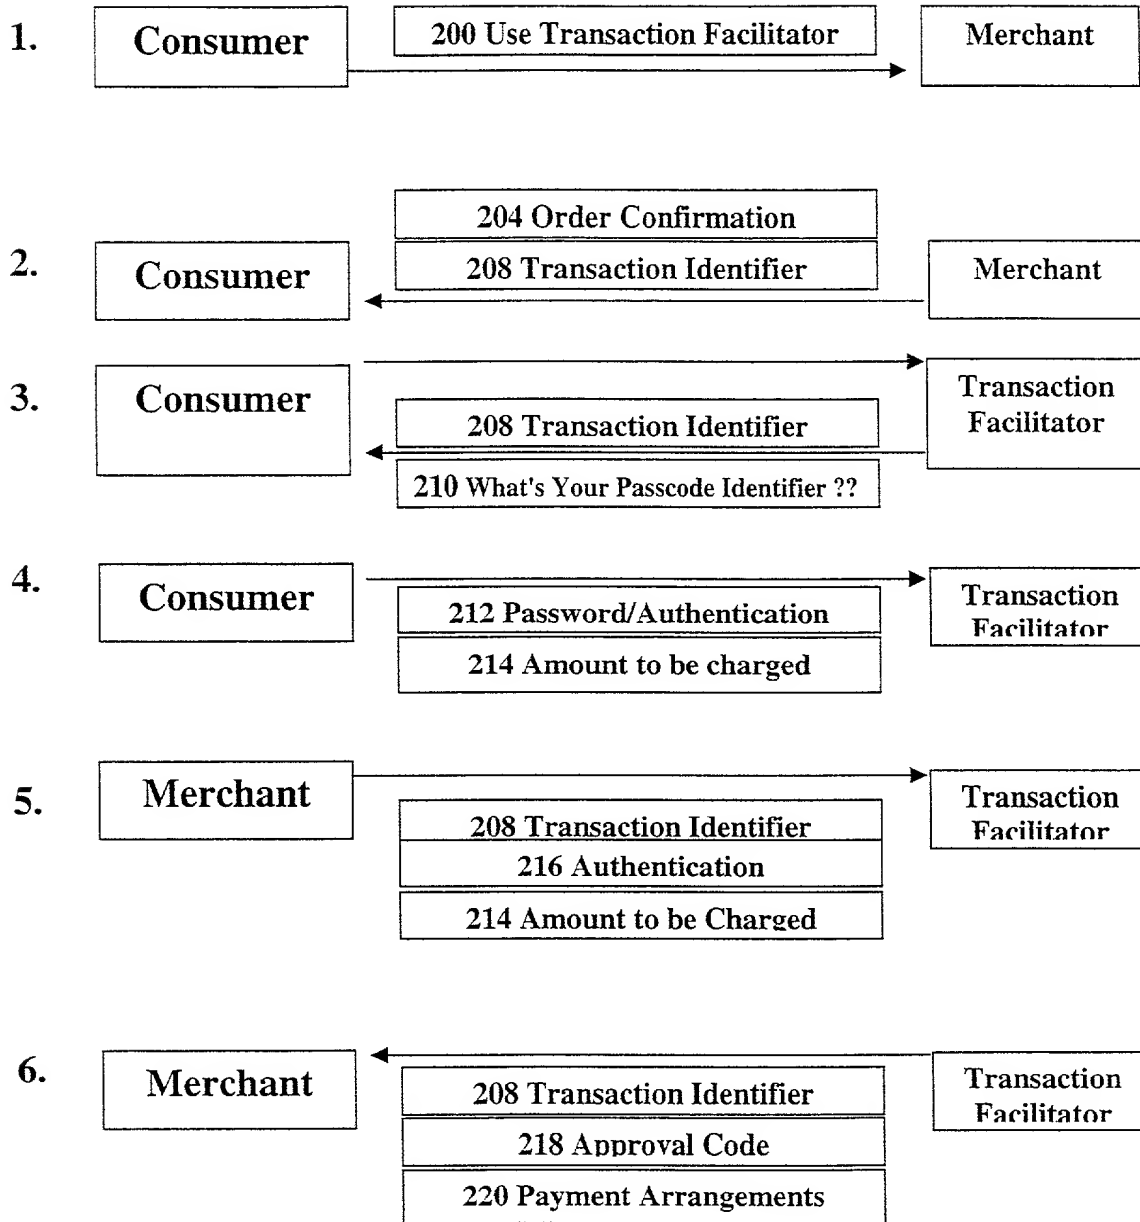 1.
Consumer
200 Use Transaction Facilitator
Merchant
204 Order Confirmation
2.
Consumer
208 Transaction Identifier
Merchant
3.
Consumer
Transaction
Facilitator
208 Transaction Identifier
210 What's Your Passcode Identifier ??
4.
Consumer
Transaction
Facilitator
212 Password/Authentication
214 Amount to be charged
5.
Merchant
Transaction
Facilitator
208 Transaction Identifier
216 Authentication
214 Amount to be Charged
6.
Merchant
Transaction
Facilitator
208 Transaction Identifier
218 Approval Code
220 Payment Arrangements